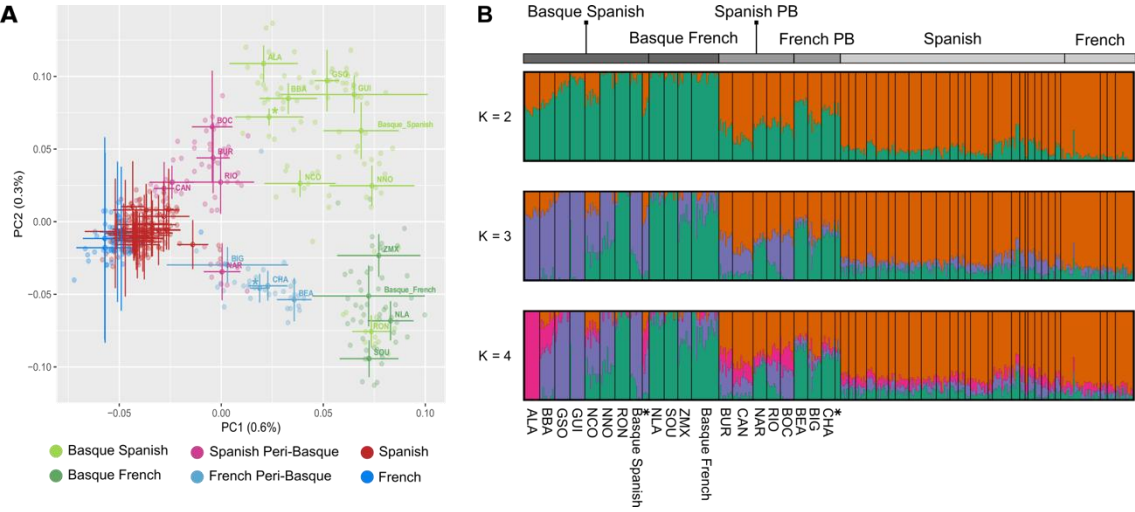 A
PC2 (0.3%)
0.10
0.05
0.00
−0.05
−0.10
ALA
GSO
GUI
BBA
*
Basque_Spanish
BOC
BUR
RIO
CAN
NCO
NNO
ZMX
BIG
NAR
*
CRA
BEA
Basque_French
NLA
RON
SOU
−0.05
0.00
0.05
0.10
PC1 (0.6%)
Basque Spanish
Spanish Peri-Basque
Spanish
Basque French
French Peri-Basque
French
B
Basque Spanish
Spanish PB
Basque French
French PB
Spanish
French
K = 2
K = 3
K = 4
ALA
BBA
GSO
GUI
NCO
NNO
RON
Basque Spanish
*
NLA
SOU
ZMX
Basque French
BUR
CAN
NAR
RIO
BOC
BEA
BIG
CHA
*